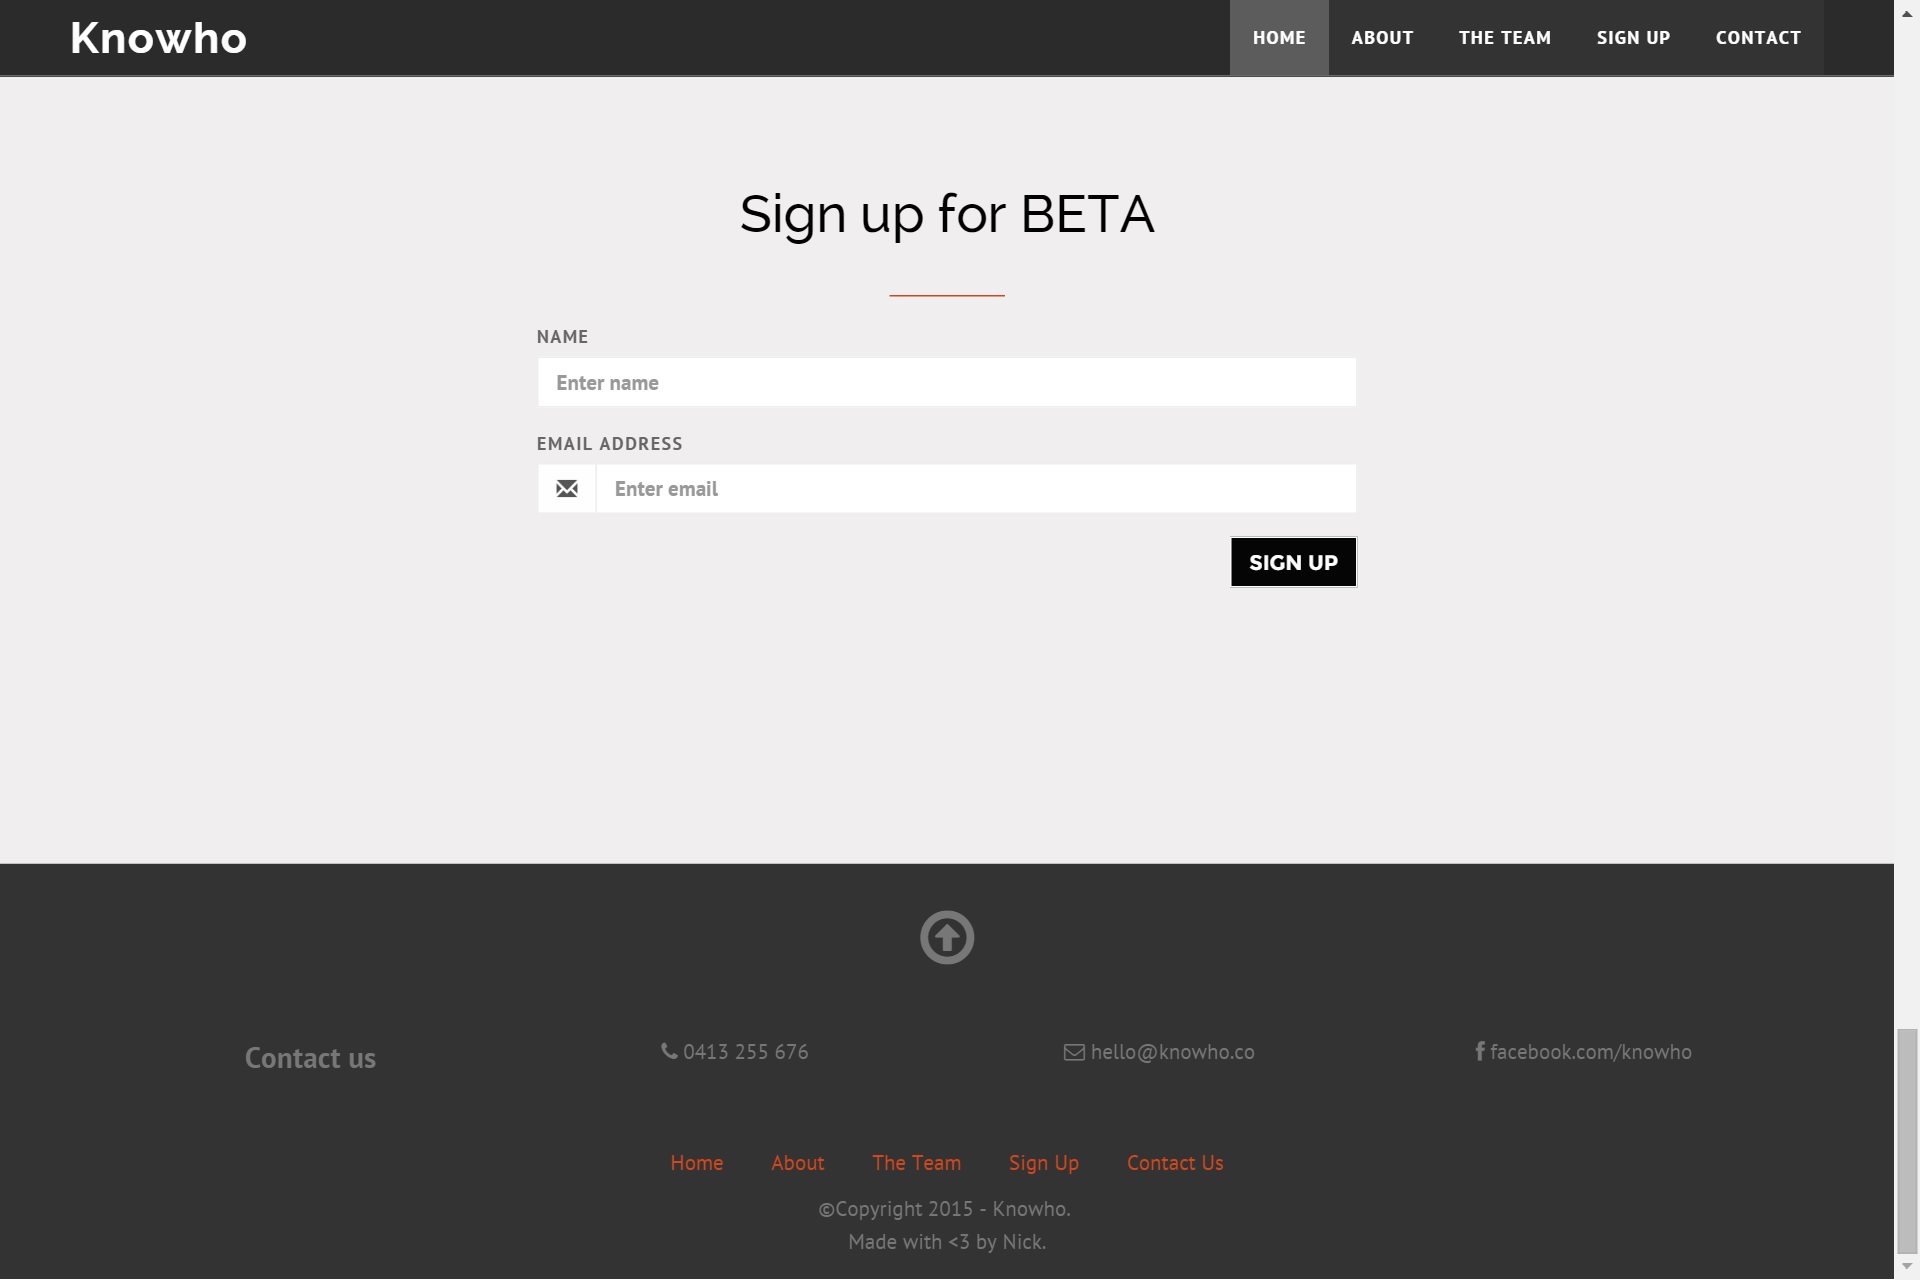 Knowho
HOME ABOUT THE TEAM SIGN UP CONTACT
Sign up for BETA
NAME
Enter name
EMAIL ADDRESS
Enter email
SIGN UP
Contact us
0413 255 676
hello@knowho.co
facebook.com/knowho
Home About The Team Sign Up Contact Us
©Copyright 2015 - Knowho.
Made with <3 by Nick.